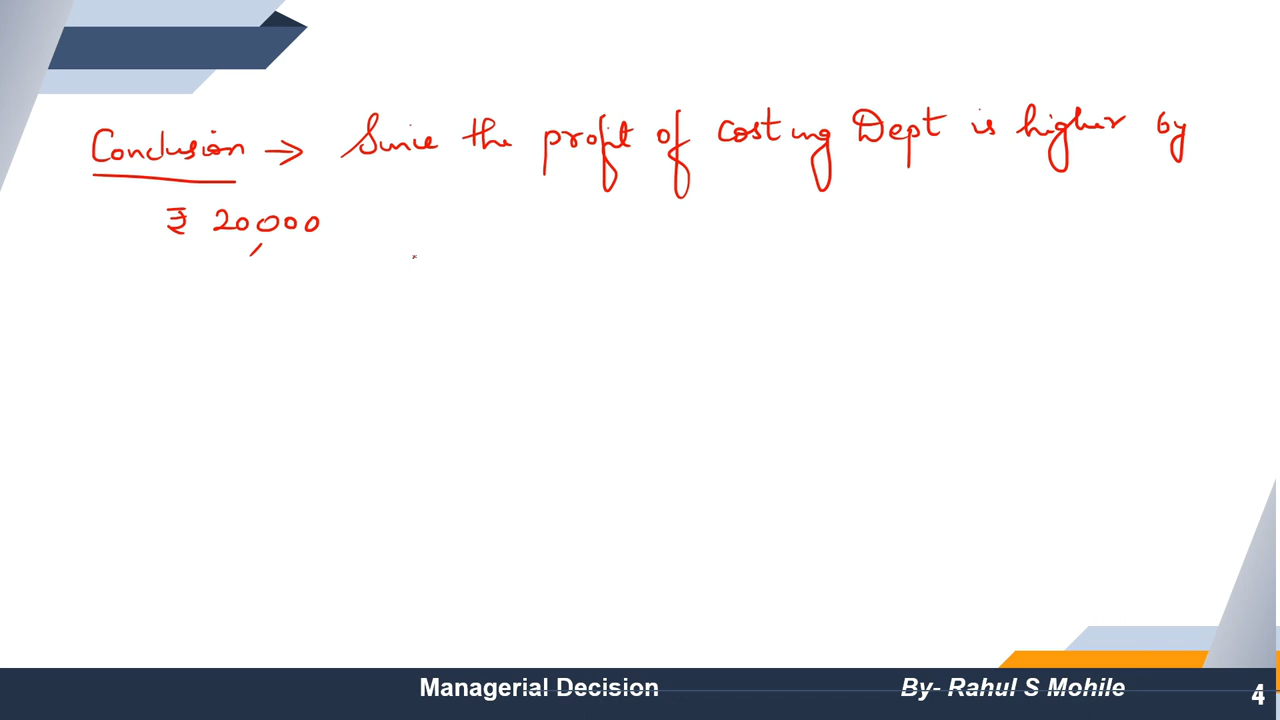 Conclusion → Since the profit of costing Dept is higher by
₹ 20,000
Managerial Decision
By- Rahul S Mohile
4